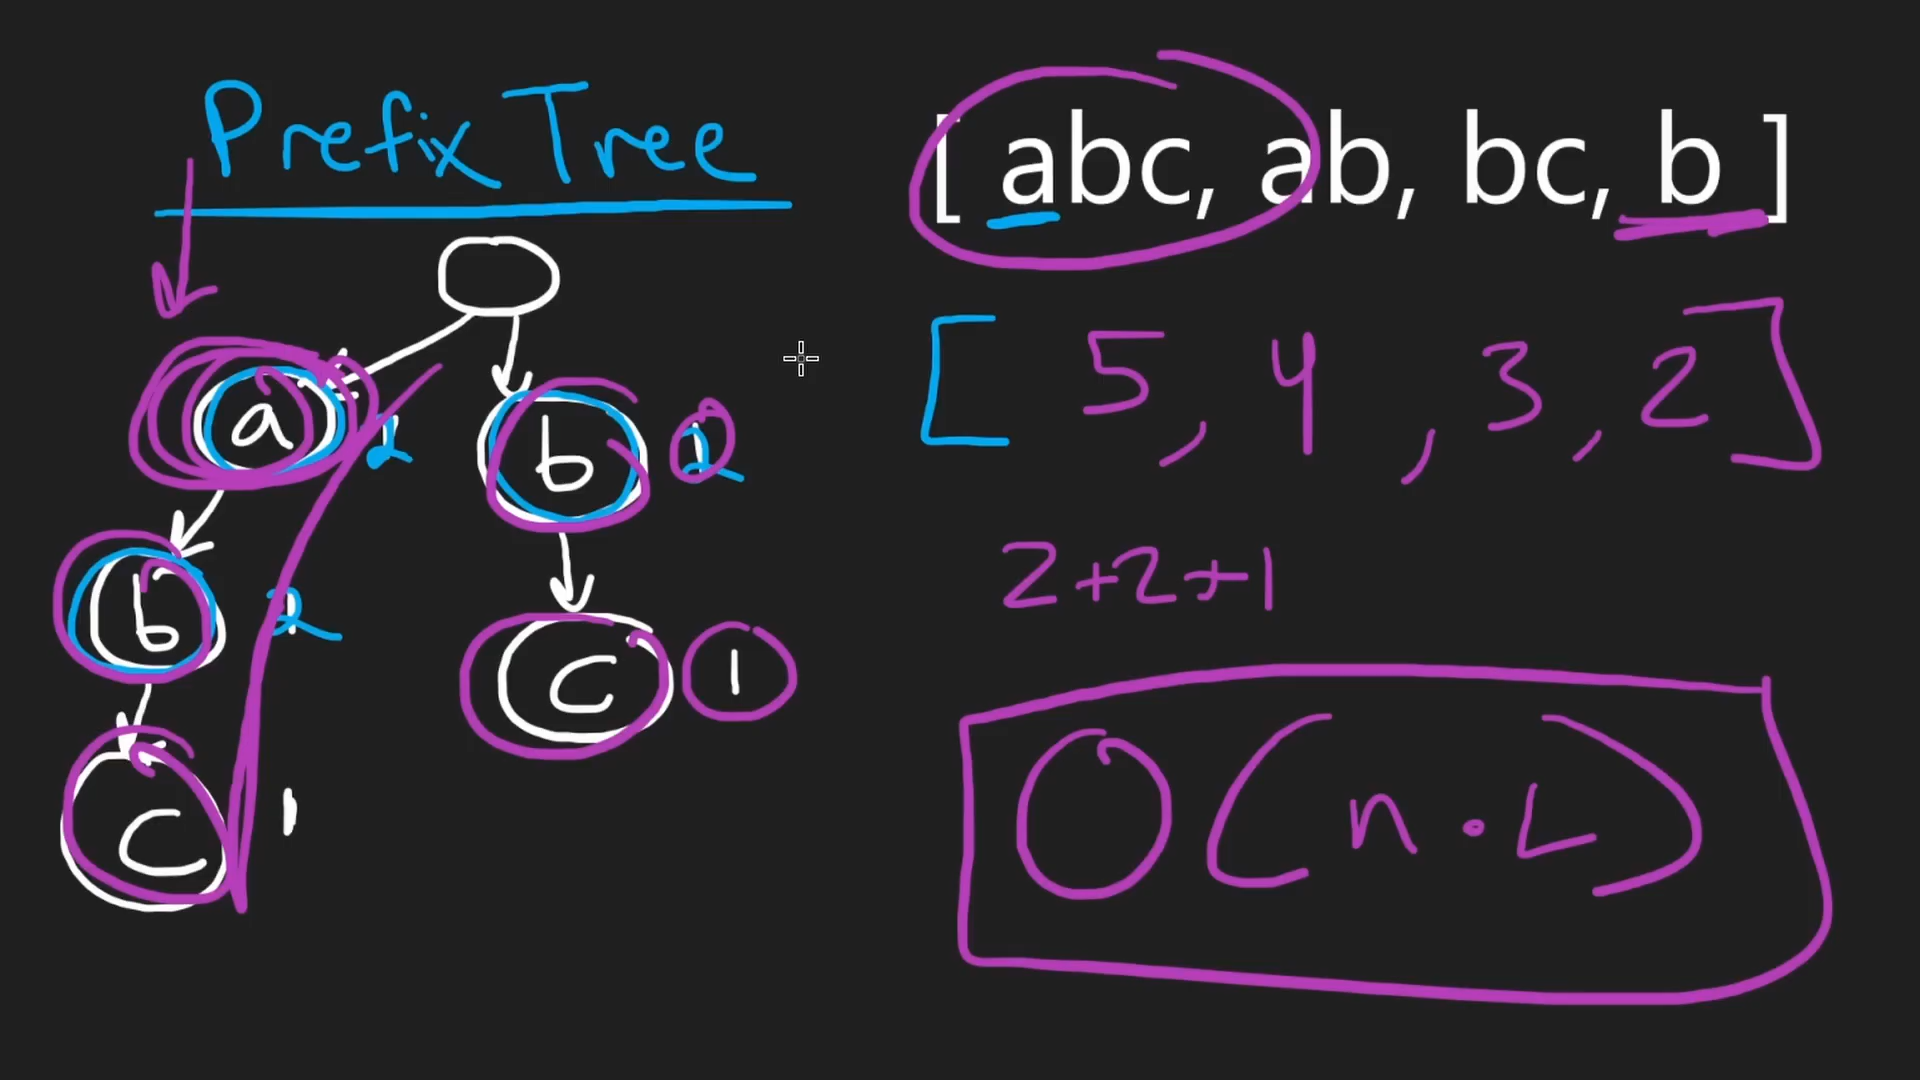 Prefix Tree
[ abc, ab, bc, b ]
[ 5, 4, 3, 2 ]
a 2
b 2
b 2
2+2+1
c 1
c 1
O(n · L)